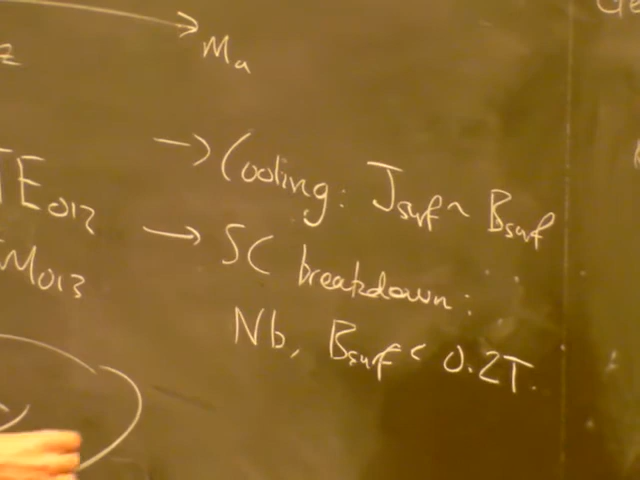 Ma
→ Cooling: Jsurf ~ Bsurf
TE012
→ SC breakdown:
M013
Nb, Bsurf < 0.2T.